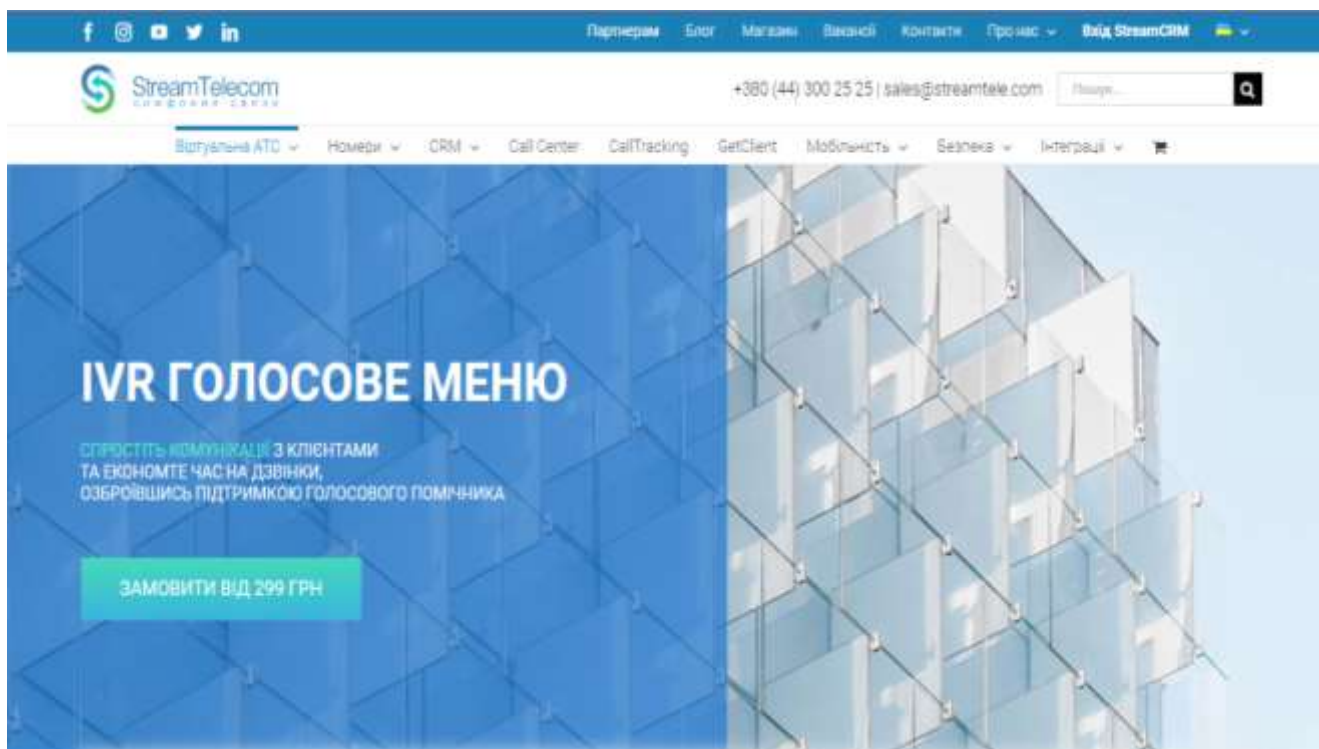 Партнерам Блог Магазин Вакансії Контакти Про нас Вхід StreamCRM
StreamTelecom
+380 (44) 300 25 25 | sales@streamtele.com Пошук...
Віртуальна АТС Номери CRM Call Center CallTracking GetClient Мобільність Безпека Інтеграції
IVR ГОЛОСОВЕ МЕНЮ
СПРОСТІТЬ КОМУНІКАЦІЇ З КЛІЄНТАМИ
ТА ЕКОНОМТЕ ЧАС НА ДЗВІНКИ,
ОЗБРОЇВШИСЬ ПІДТРИМКОЮ ГОЛОСОВОГО ПОМІЧНИКА
ЗАМОВИТИ ВІД 299 ГРН